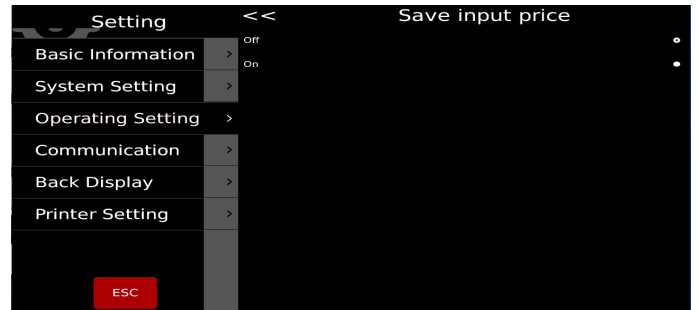 Setting
Basic Information >
System Setting >
Operating Setting >
Communication >
Back Display >
Printer Setting >
ESC
<< Save input price
Off
On